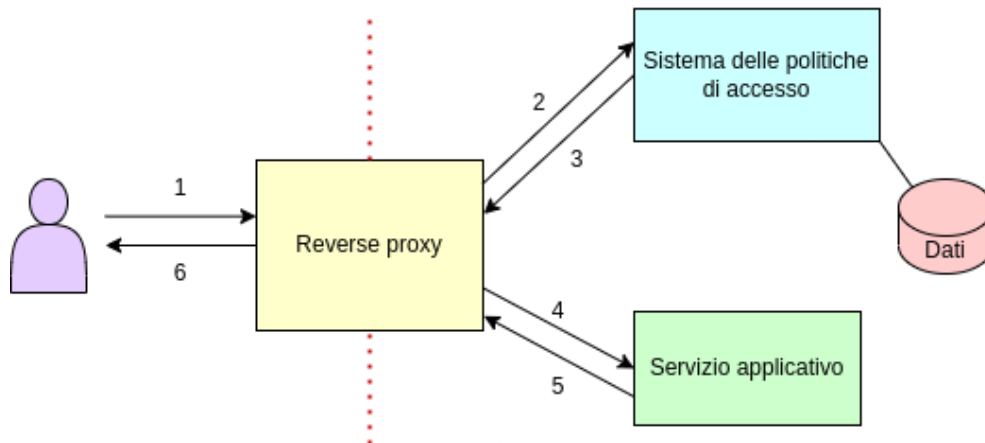 Sistema delle politiche
di accesso
2
3
1
Reverse proxy
6
Dati
4
5
Servizio applicativo